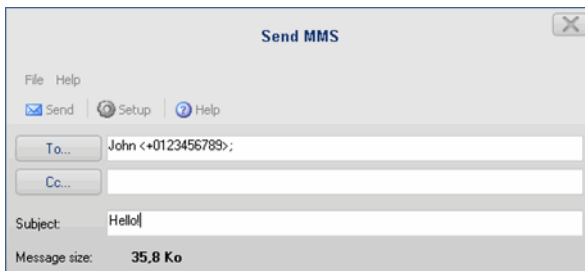 Send MMS
File Help
Send Setup Help
To... John <+0123456789>;
Cc...
Subject: Hello!
Message size: 35,8 Ko